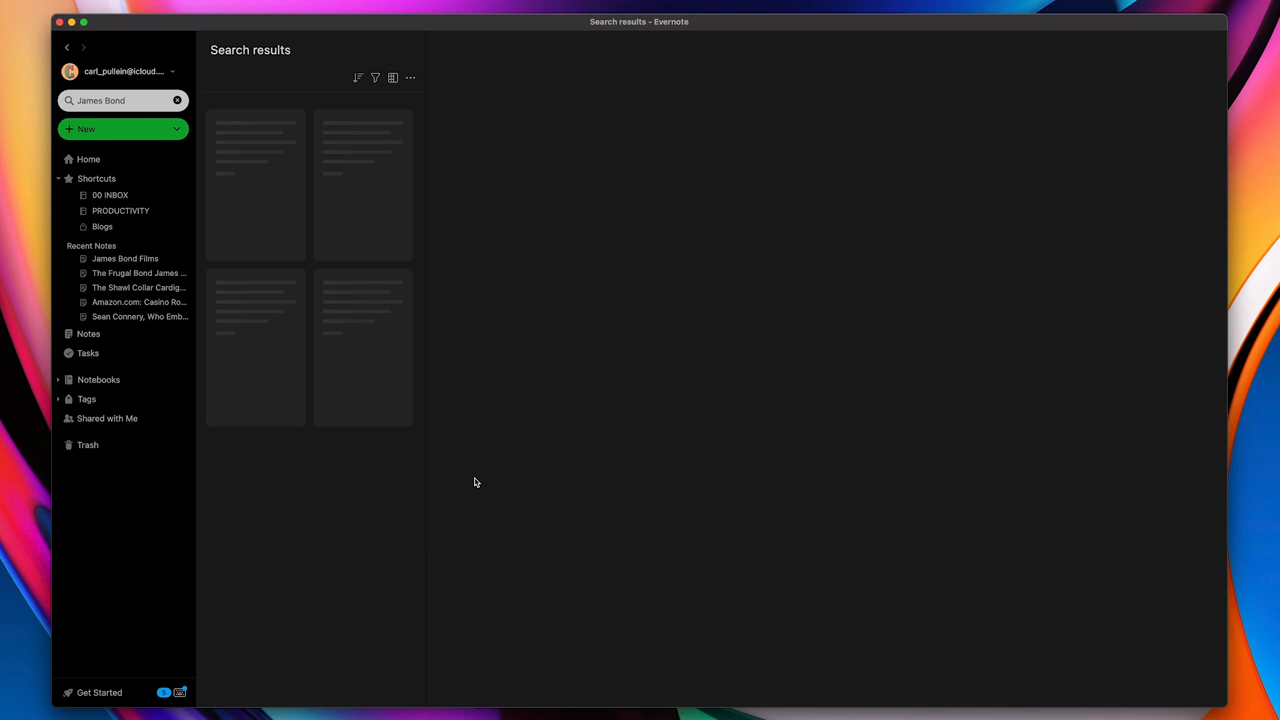 Search results - Evernote
carl_pullein@icloud....
James Bond
New
Home
Shortcuts
00 INBOX
PRODUCTIVITY
Blogs
Recent Notes
James Bond Films
The Frugal Bond James ...
The Shawl Collar Cardig...
Amazon.com: Casino Ro...
Sean Connery, Who Emb...
Notes
Tasks
Notebooks
Tags
Shared with Me
Trash
Get Started
5
Search results